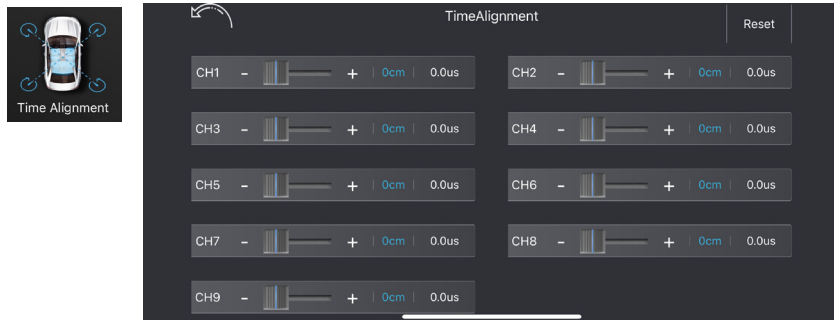 Time Alignment
TimeAlignment
Reset
CH1 - + 0cm 0.0us
CH2 - + 0cm 0.0us
CH3 - + 0cm 0.0us
CH4 - + 0cm 0.0us
CH5 - + 0cm 0.0us
CH6 - + 0cm 0.0us
CH7 - + 0cm 0.0us
CH8 - + 0cm 0.0us
CH9 - + 0cm 0.0us